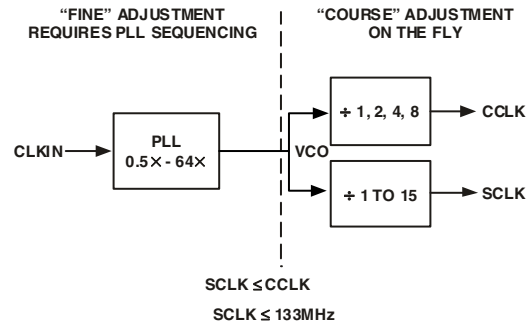 “FINE” ADJUSTMENT
REQUIRES PLL SEQUENCING
“COURSE” ADJUSTMENT
ON THE FLY
CLKIN
PLL
0.5× - 64×
VCO
÷ 1, 2, 4, 8
CCLK
÷ 1 TO 15
SCLK
SCLK ≤ CCLK
SCLK ≤ 133MHz